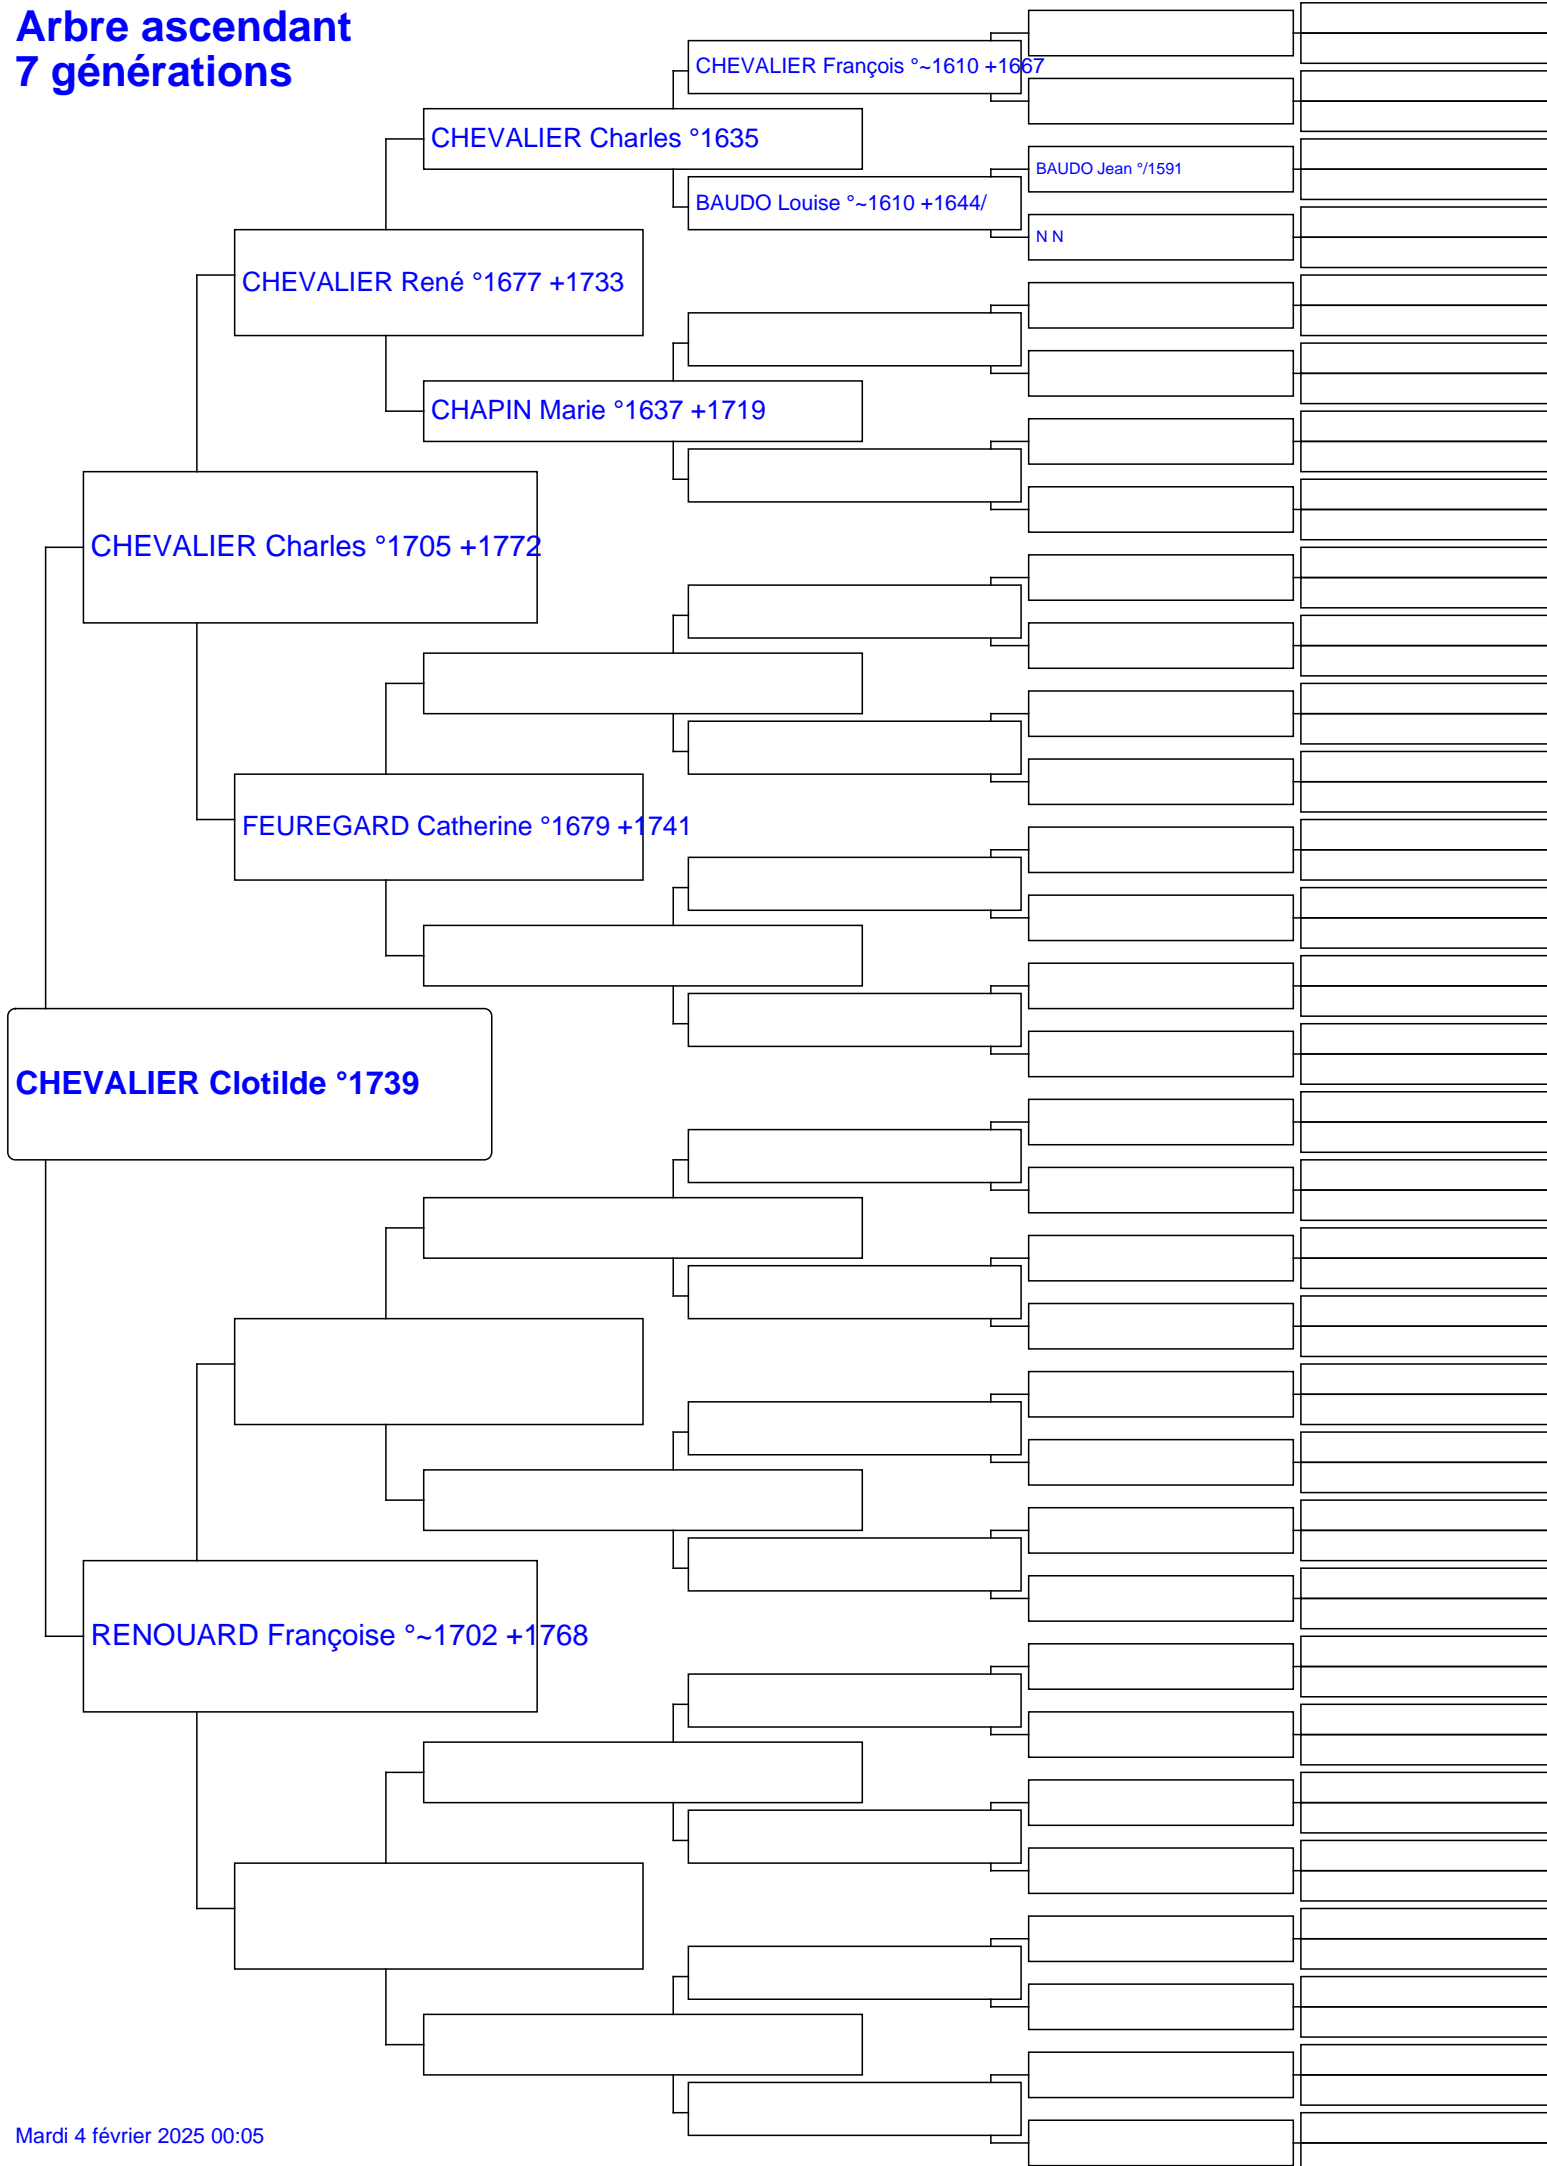 Arbre ascendant
7 générations
CHEVALIER François °~1610 +1667
CHEVALIER Charles °1635
BAUDO Jean °/1591
BAUDO Louise °~1610 +1644/
N N
CHEVALIER René °1677 +1733
CHAPIN Marie °1637 +1719
CHEVALIER Charles °1705 +1772
FEUREGARD Catherine °1679 +1741
CHEVALIER Clotilde °1739
RENOUARD Françoise °~1702 +1768
Mardi 4 février 2025 00:05